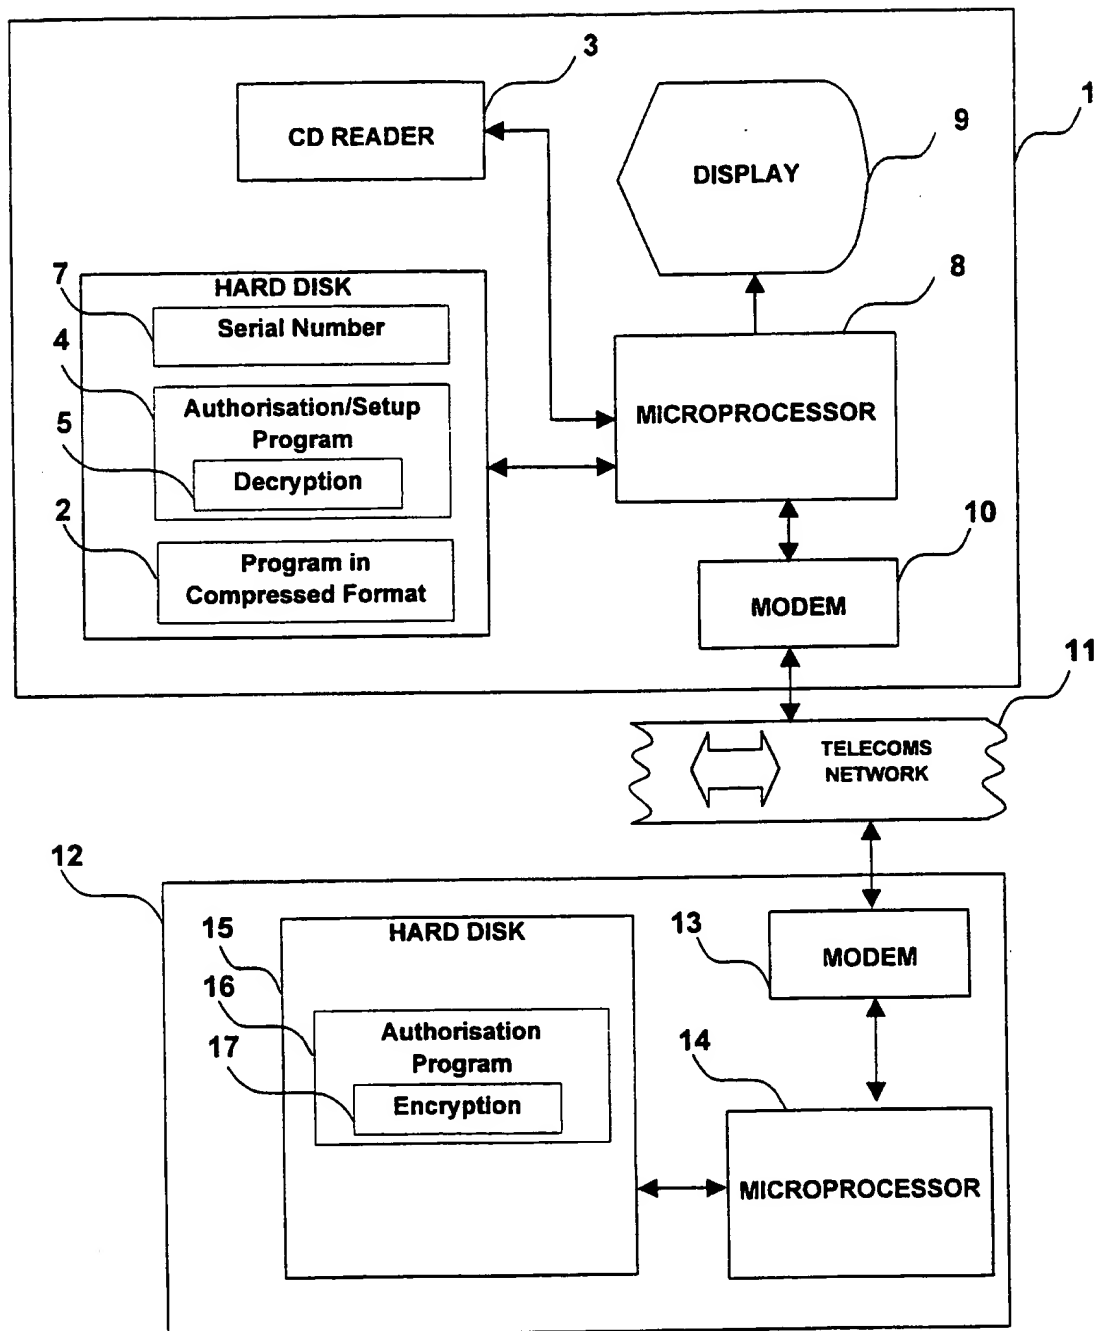 3
1
CD READER
9
DISPLAY
7
HARD DISK
8
Serial Number
4
Authorisation/Setup
Program
MICROPROCESSOR
5
Decryption
2
10
Program in
Compressed Format
MODEM
11
TELECOMS
NETWORK
12
15
HARD DISK
13
MODEM
16
Authorisation
Program
17
14
Encryption
MICROPROCESSOR